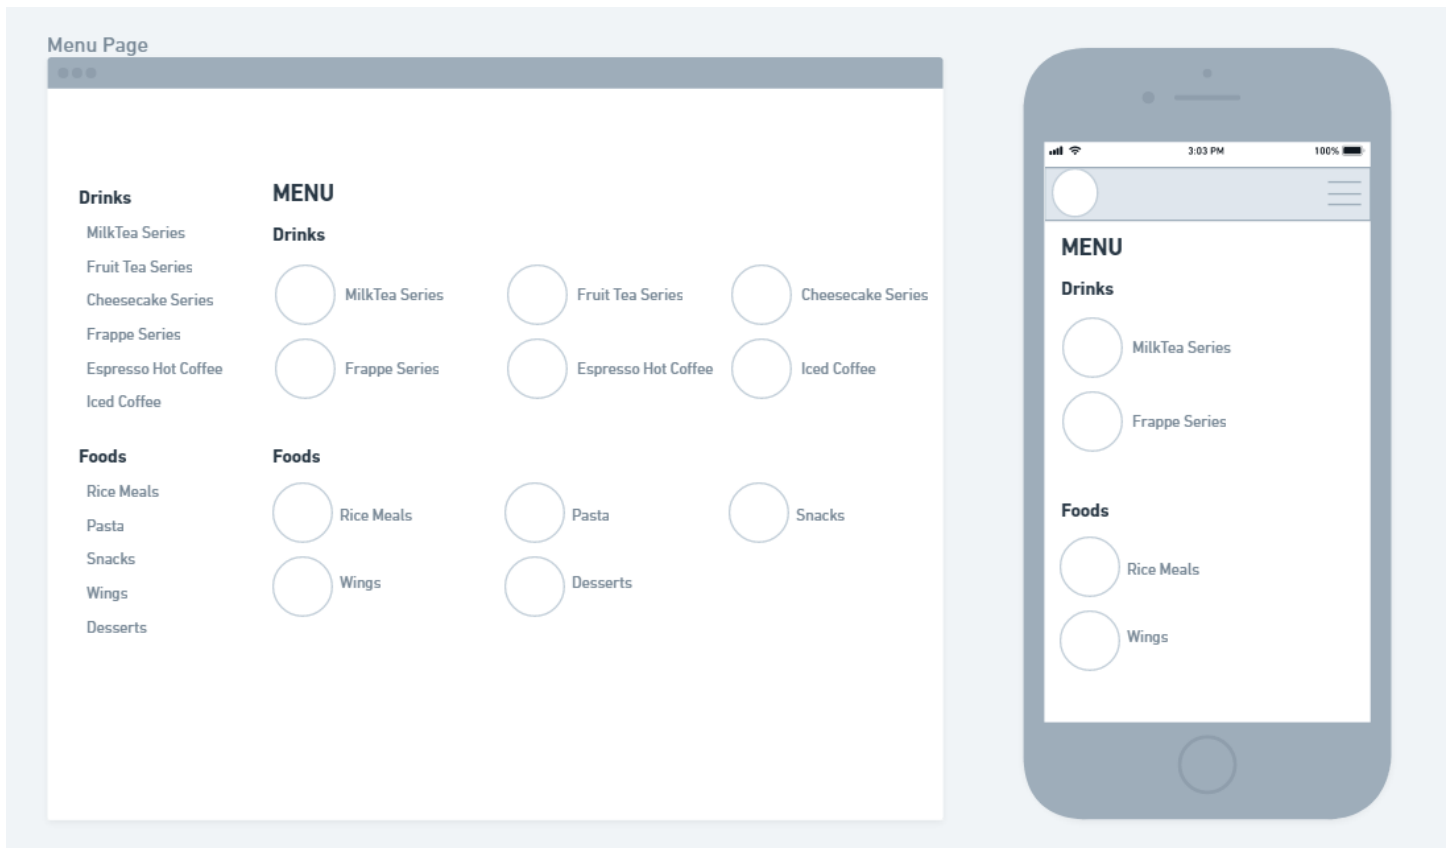 Menu Page
Drinks
MilkTea Series
Fruit Tea Series
Cheesecake Series
Frappe Series
Espresso Hot Coffee
Iced Coffee
Foods
Rice Meals
Pasta
Snacks
Wings
Desserts
MENU
Drinks
MilkTea Series
Fruit Tea Series
Cheesecake Series
Frappe Series
Espresso Hot Coffee
Iced Coffee
Foods
Rice Meals
Pasta
Snacks
Wings
Desserts
3:03 PM
100%
MENU
Drinks
MilkTea Series
Frappe Series
Foods
Rice Meals
Wings